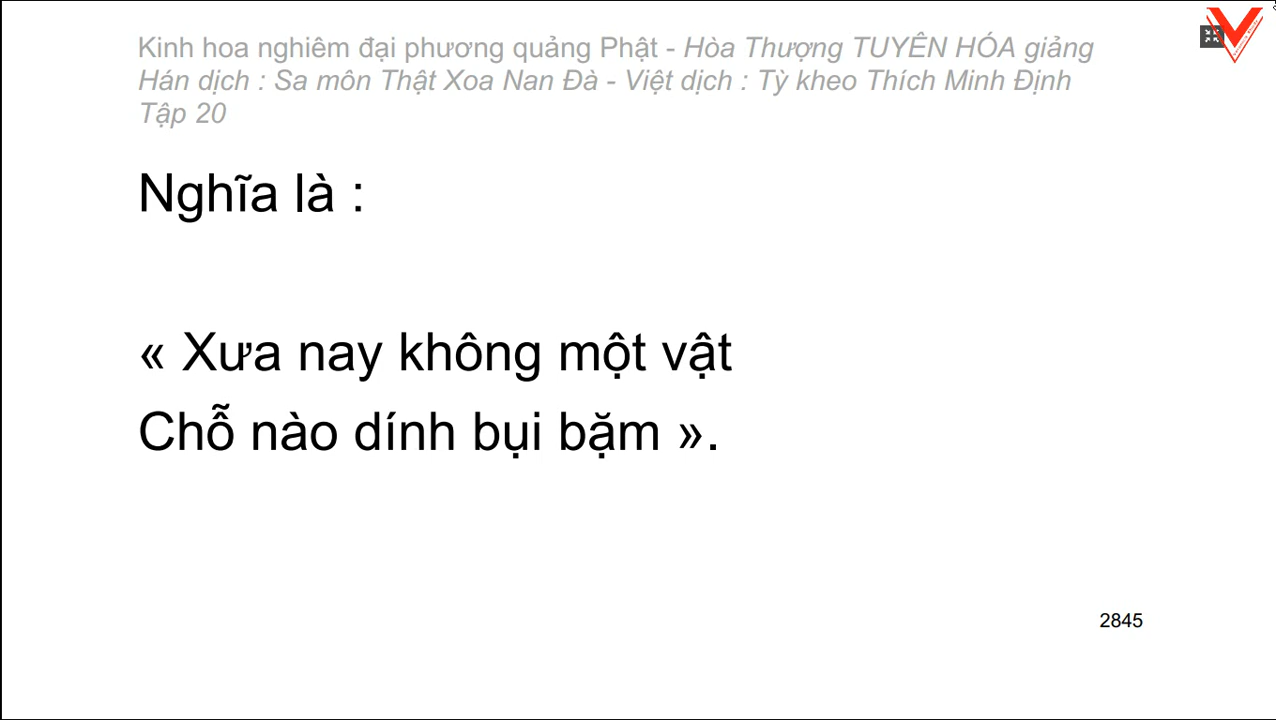 Kinh hoa nghiêm đại phương quảng Phật - Hòa Thượng TUYÊN HÓA giảng
Hán dịch : Sa môn Thật Xoa Nan Đà - Việt dịch : Tỳ kheo Thích Minh Định
Tập 20
Nghĩa là :
« Xưa nay không một vật
Chỗ nào dính bụi bặm ».
2845